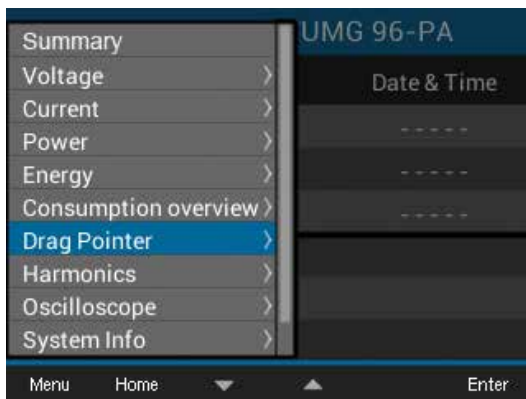 UMG 96-PA
Summary
Voltage
Current
Power
Energy
Consumption overview
Drag Pointer
Harmonics
Oscilloscope
System Info
Date & Time
- - - - -
- - - - -
- - - - -
Menu Home Enter